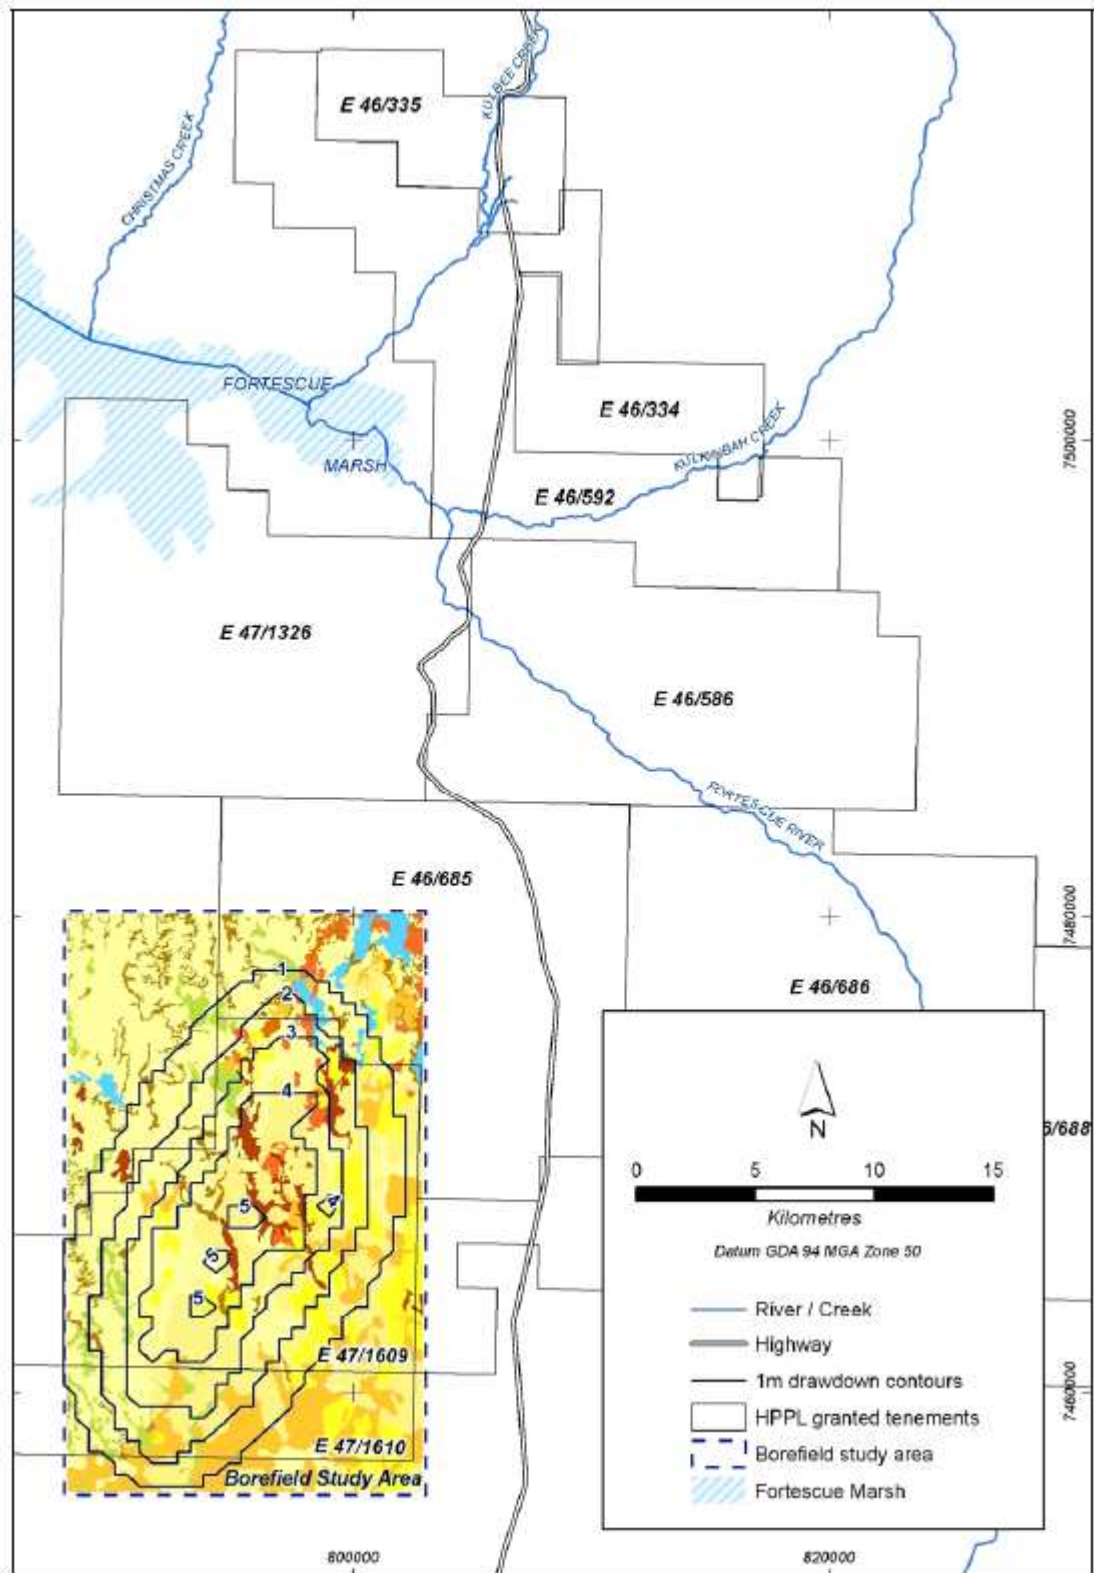 KULBEE CREEK
E 46/335
CHRISTMAS CREEK
FORTESCUE
MARSH
E 46/334
KULKINBAH CREEK
7500000
E 46/592
E 47/1326
E 46/586
FORTESCUE RIVER
E 46/685
7480000
E 46/686
1
2
3
4
5
4
5
5
E 47/1609
E 47/1610
Borefield Study Area
6/688
N
0 5 10 15
Kilometres
Datum GDA 94 MGA Zone 50
River / Creek
Highway
1m drawdown contours
HPPL granted tenements
Borefield study area
Fortescue Marsh
7460000
800000
820000